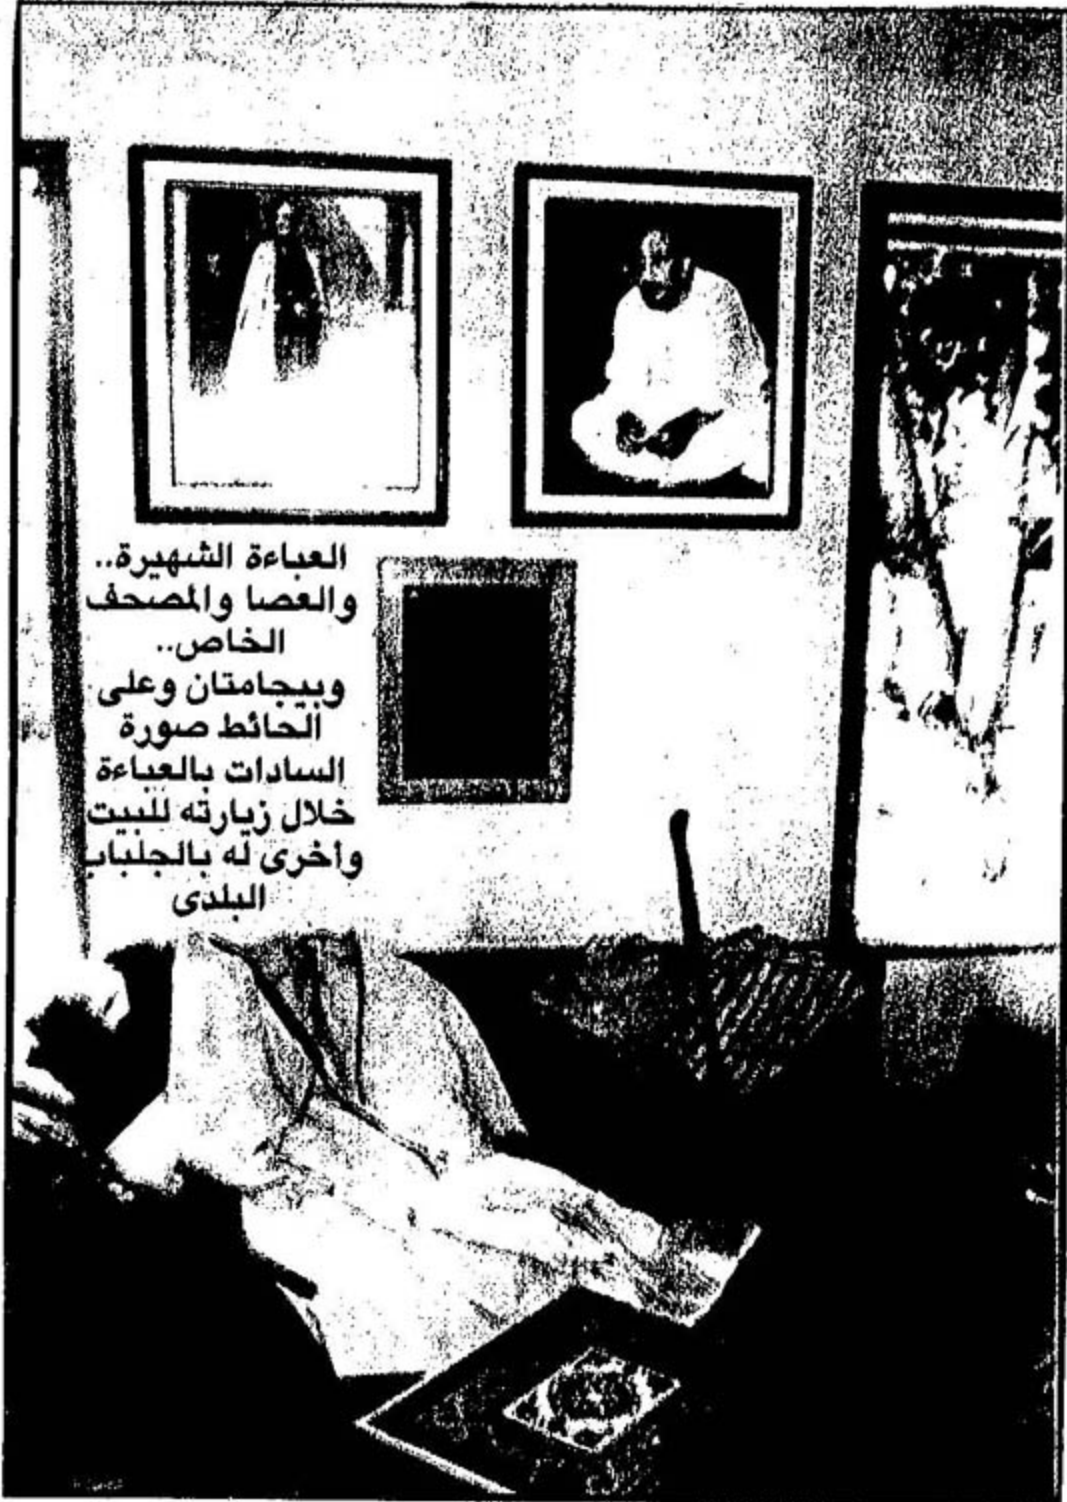 العباءة الشهيرة..
والعصا والمصحف
الخاص..
وبيجامتان وعلى
الحائط صورة
السادات بالعباءة
خلال زيارته للبيت
وأخرى له بالجلباب
البلدى